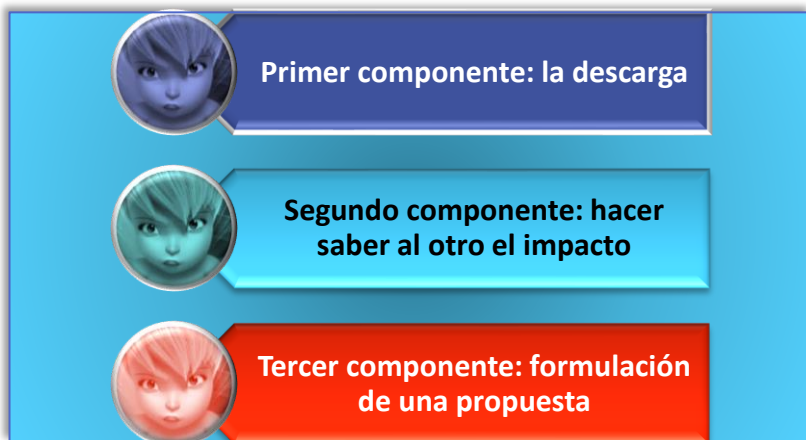 Primer componente: la descarga
Segundo componente: hacer
saber al otro el impacto
Tercer componente: formulación
de una propuesta